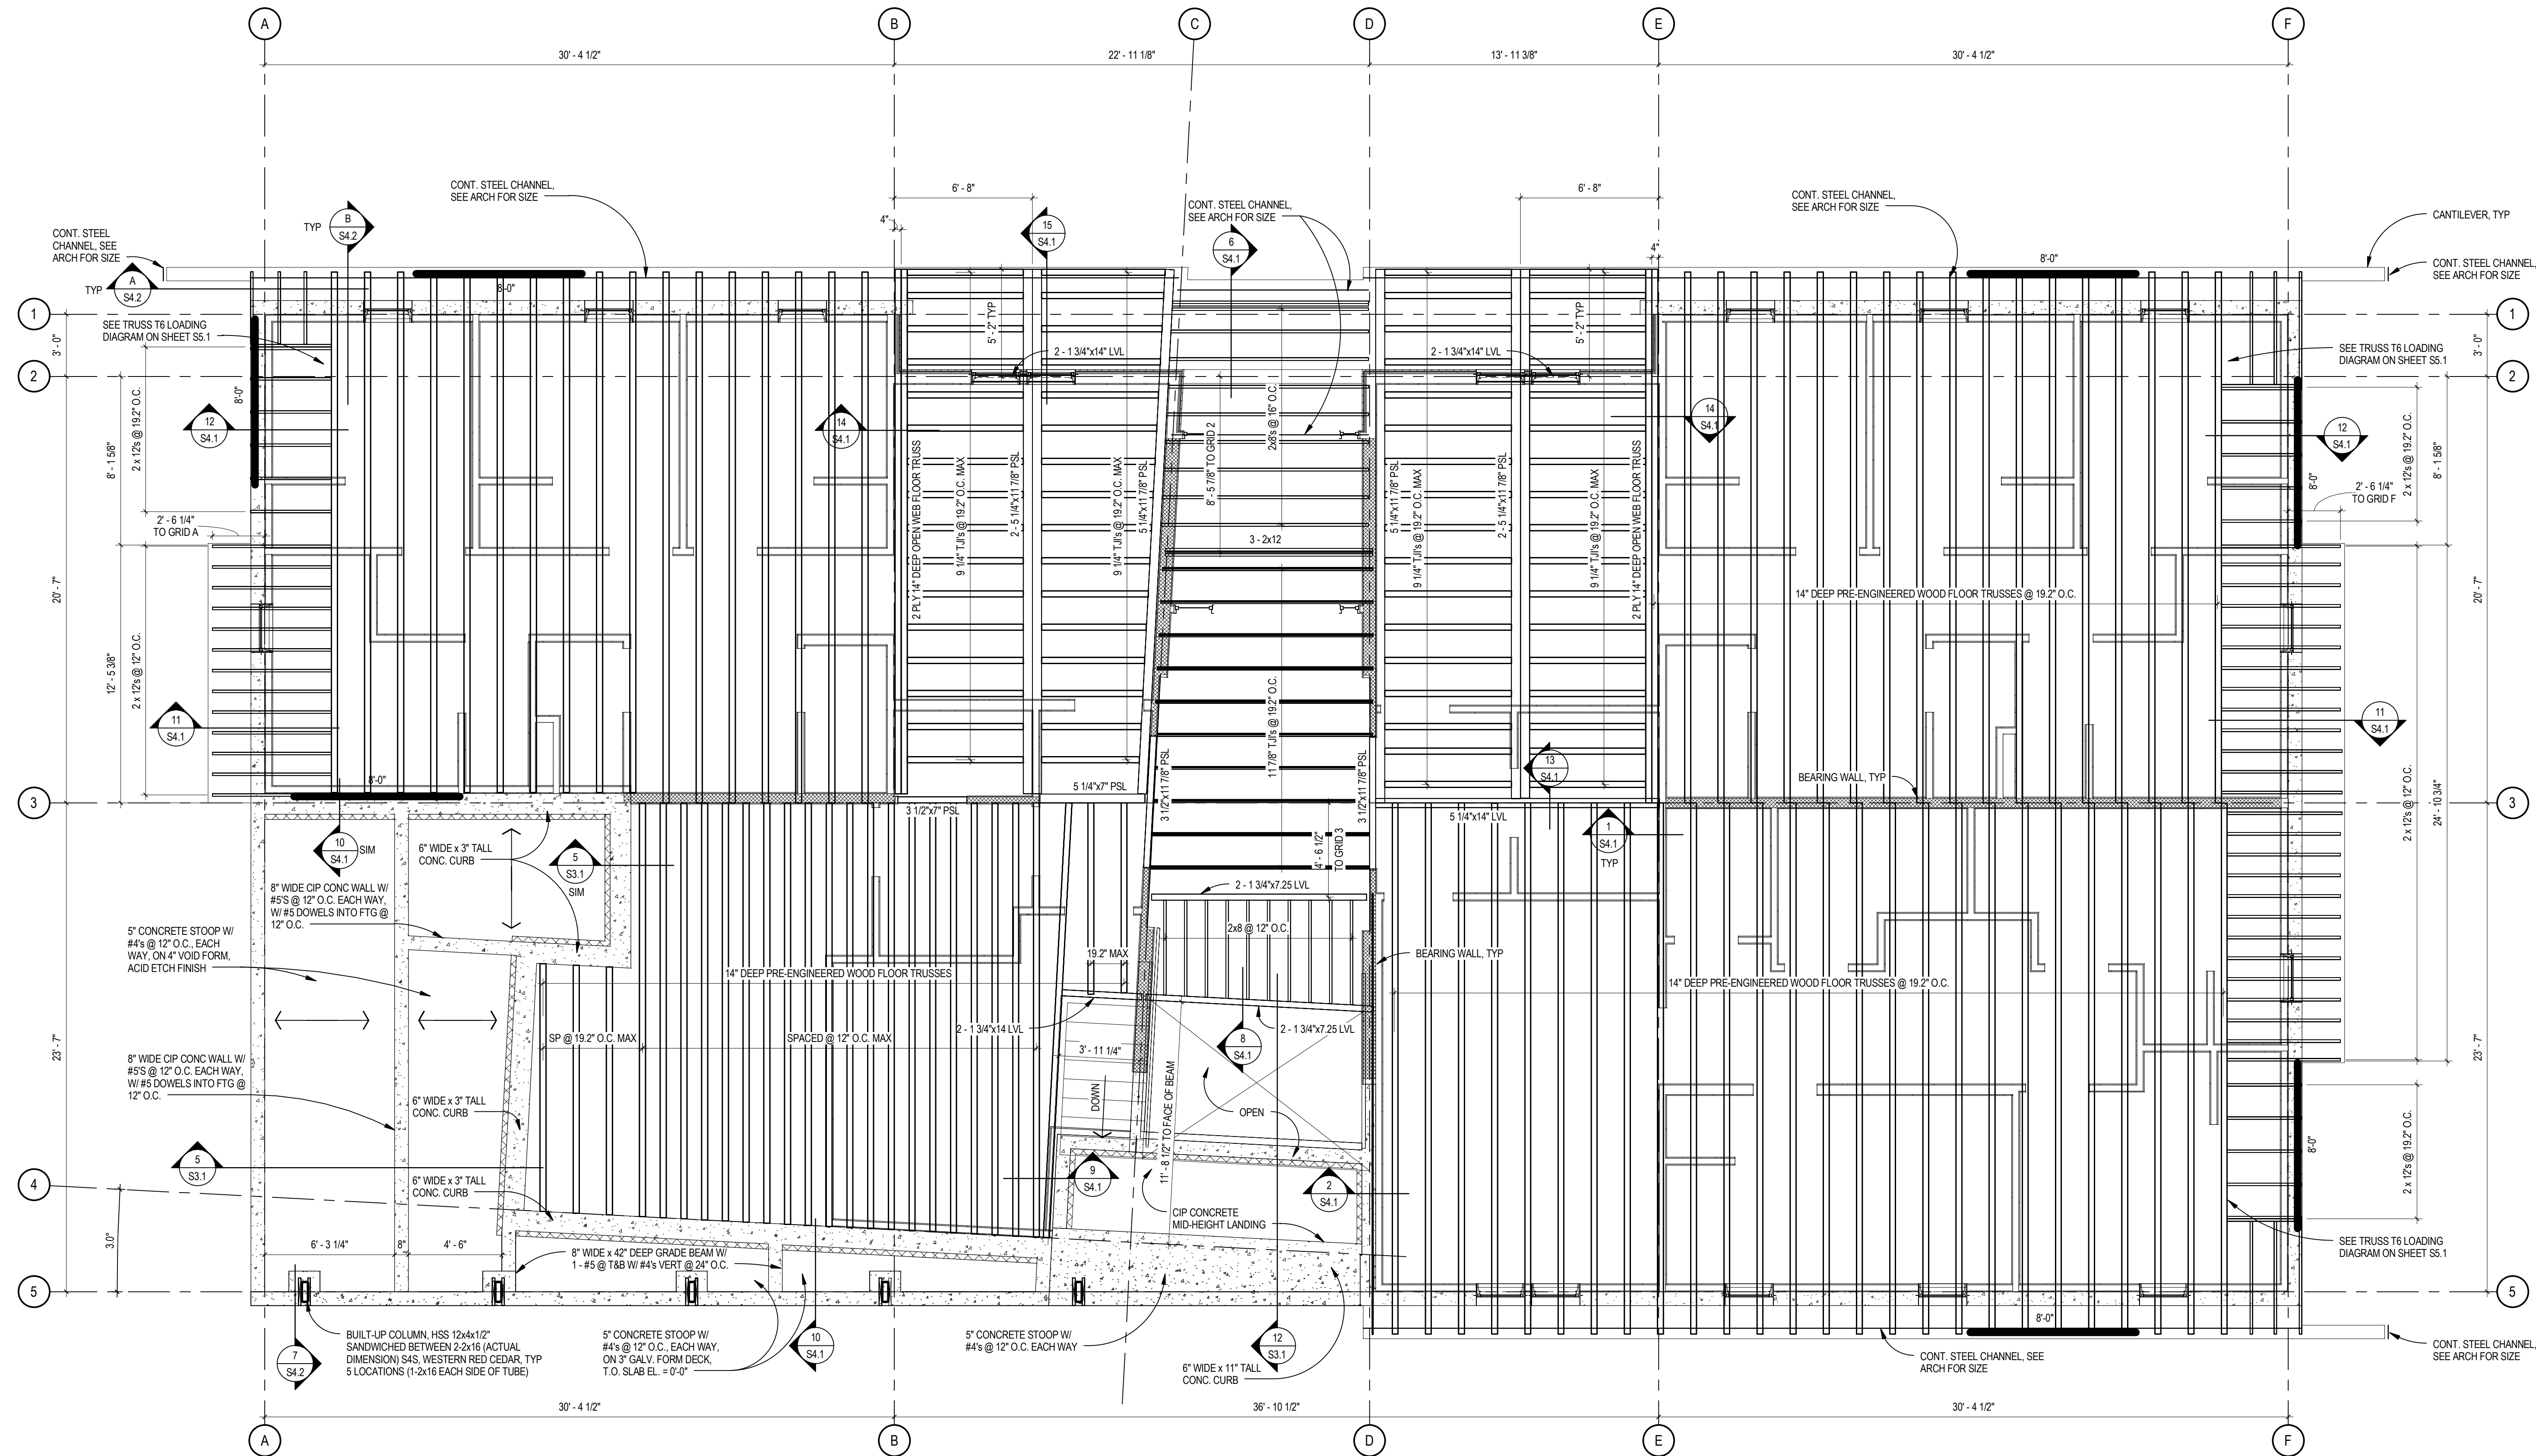 A
B
C
D
E
F
30' - 4 1/2"
22' - 11 1/8"
13' - 11 3/8"
30' - 4 1/2"
CONT. STEEL CHANNEL,
SEE ARCH FOR SIZE
6' - 8"
6' - 8"
CONT. STEEL CHANNEL,
SEE ARCH FOR SIZE
CONT. STEEL CHANNEL,
SEE ARCH FOR SIZE
CANTILEVER, TYP
TYP
B
S4.2
4"
15
S4.1
6
S4.1
4"
CONT. STEEL
CHANNEL, SEE
ARCH FOR SIZE
8'-0"
CONT. STEEL CHANNEL,
SEE ARCH FOR SIZE
TYP
A
S4.2
8'-0"
1
1
SEE TRUSS T6 LOADING
DIAGRAM ON SHEET S5.1
3' - 0"
5' - 2" TYP
5' - 2" TYP
3' - 0"
SEE TRUSS T6 LOADING
DIAGRAM ON SHEET S5.1
2 - 1 3/4"x14" LVL
2 - 1 3/4"x14" LVL
2
2
8'-0"
2 x 12's @ 19.2" O.C.
8' - 1 5/8"
12
S4.1
14
S4.1
2x8's @ 16" O.C.
8' - 5 7/8" TO GRID 2
14
S4.1
12
S4.1
2 x 12's @ 19.2" O.C.
8' - 1 5/8"
8'-0"
2 PLY 14" DEEP OPEN WEB FLOOR TRUSS
9 1/4" TJI's @ 19.2" O.C. MAX
2 - 5 1/4"x11 7/8" PSL
9 1/4" TJI's @ 19.2" O.C. MAX
5 1/4"x11 7/8" PSL
5 1/4"x11 7/8" PSL
9 1/4" TJI's @ 19.2" O.C. MAX
2 - 5 1/4"x11 7/8" PSL
9 1/4" TJI's @ 19.2" O.C. MAX
2 PLY 14" DEEP OPEN WEB FLOOR TRUSS
2' - 6 1/4"
TO GRID A
2' - 6 1/4"
TO GRID F
3 - 2x12
20' - 7"
20' - 7"
14" DEEP PRE-ENGINEERED WOOD FLOOR TRUSSES @ 19.2" O.C.
12' - 5 3/8"
2 x 12's @ 12" O.C.
11
S4.1
11 7/8" TJI's @ 19.2" O.C.
11
S4.1
3 1/2"x11 7/8" PSL
3 1/2"x11 7/8" PSL
13
S4.1
BEARING WALL, TYP
8'-0"
5 1/4"x7" PSL
3
3
3 1/2"x7" PSL
5 1/4"x14" LVL
2 x 12's @ 12" O.C.
24' - 10 3/4"
10
S4.1
SIM
6" WIDE x 3" TALL
CONC. CURB
5
S3.1
SIM
4' - 6 1/2"
TO GRID 3
1
S4.1
TYP
8" WIDE CIP CONC WALL W/
#5'S @ 12" O.C. EACH WAY,
W/ #5 DOWELS INTO FTG @
12" O.C.
2 - 1 3/4"x7.25 LVL
5" CONCRETE STOOP W/
#4's @ 12" O.C., EACH
WAY, ON 4" VOID FORM,
ACID ETCH FINISH
2x8 @ 12" O.C.
19.2" MAX
BEARING WALL, TYP
14" DEEP PRE-ENGINEERED WOOD FLOOR TRUSSES
14" DEEP PRE-ENGINEERED WOOD FLOOR TRUSSES @ 19.2" O.C.
2 - 1 3/4"x14 LVL
2 - 1 3/4"x7.25 LVL
SP @ 19.2" O.C. MAX
SPACED @ 12" O.C. MAX
3' - 11 1/4"
8
S4.1
23' - 7"
23' - 7"
8" WIDE CIP CONC WALL W/
#5'S @ 12" O.C. EACH WAY,
W/ #5 DOWELS INTO FTG @
12" O.C.
6" WIDE x 3" TALL
CONC. CURB
DOWN
11' - 8 1/2" TO FACE OF BEAM
OPEN
2 x 12's @ 19.2" O.C.
8'-0"
5
S3.1
9
S4.1
2
S4.1
4
6" WIDE x 3" TALL
CONC. CURB
CIP CONCRETE
MID-HEIGHT LANDING
3.0°
6' - 3 1/4"
8"
4' - 6"
8" WIDE x 42" DEEP GRADE BEAM W/
1 - #5 @ T&B W/ #4's VERT @ 24" O.C.
SEE TRUSS T6 LOADING
DIAGRAM ON SHEET S5.1
5
5
8'-0"
BUILT-UP COLUMN, HSS 12x4x1/2"
SANDWICHED BETWEEN 2-2x16 (ACTUAL
DIMENSION) S4S, WESTERN RED CEDAR, TYP
5 LOCATIONS (1-2x16 EACH SIDE OF TUBE)
7
S4.2
5" CONCRETE STOOP W/
#4's @ 12" O.C., EACH WAY,
ON 3" GALV. FORM DECK,
T.O. SLAB EL. = 0'-0"
10
S4.1
5" CONCRETE STOOP W/
#4's @ 12" O.C. EACH WAY
12
S3.1
6" WIDE x 11" TALL
CONC. CURB
CONT. STEEL CHANNEL, SEE
ARCH FOR SIZE
CONT. STEEL CHANNEL,
SEE ARCH FOR SIZE
30' - 4 1/2"
36' - 10 1/2"
30' - 4 1/2"
A
B
D
E
F